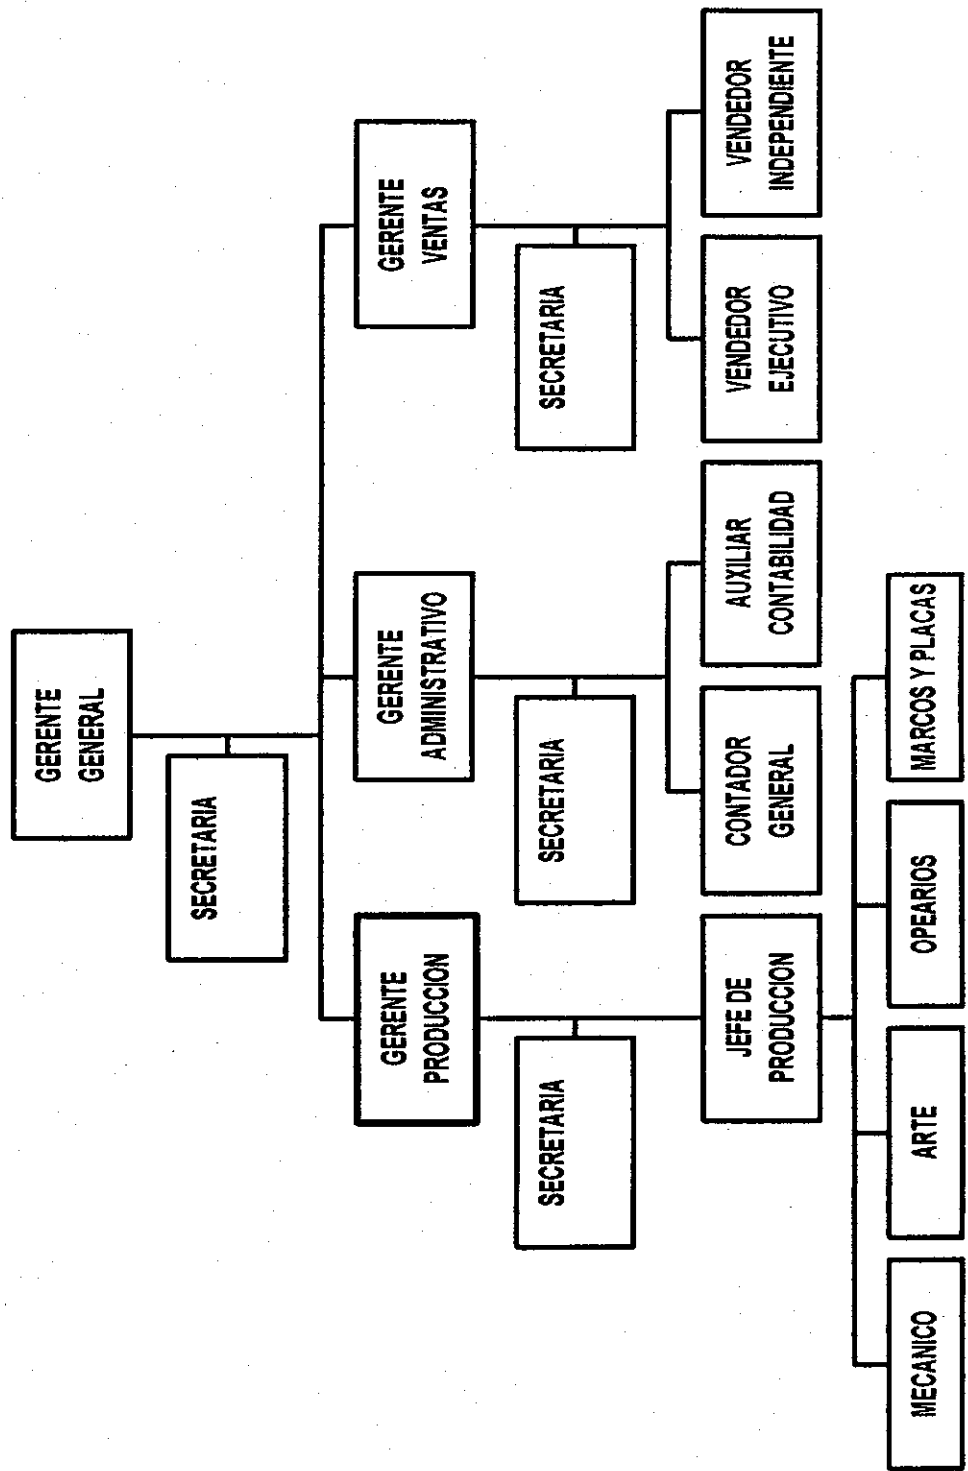 GERENTE
GENERAL
SECRETARIA
GERENTE
PRODUCCION
GERENTE
ADMINISTRATIVO
GERENTE
VENTAS
SECRETARIA
SECRETARIA
SECRETARIA
JEFE DE
PRODUCCION
CONTADOR
GENERAL
AUXILIAR
CONTABILIDAD
VENDEDOR
EJECUTIVO
VENDEDOR
INDEPENDIENTE
MECANICO
ARTE
OPEARIOS
MARCOS Y PLACAS